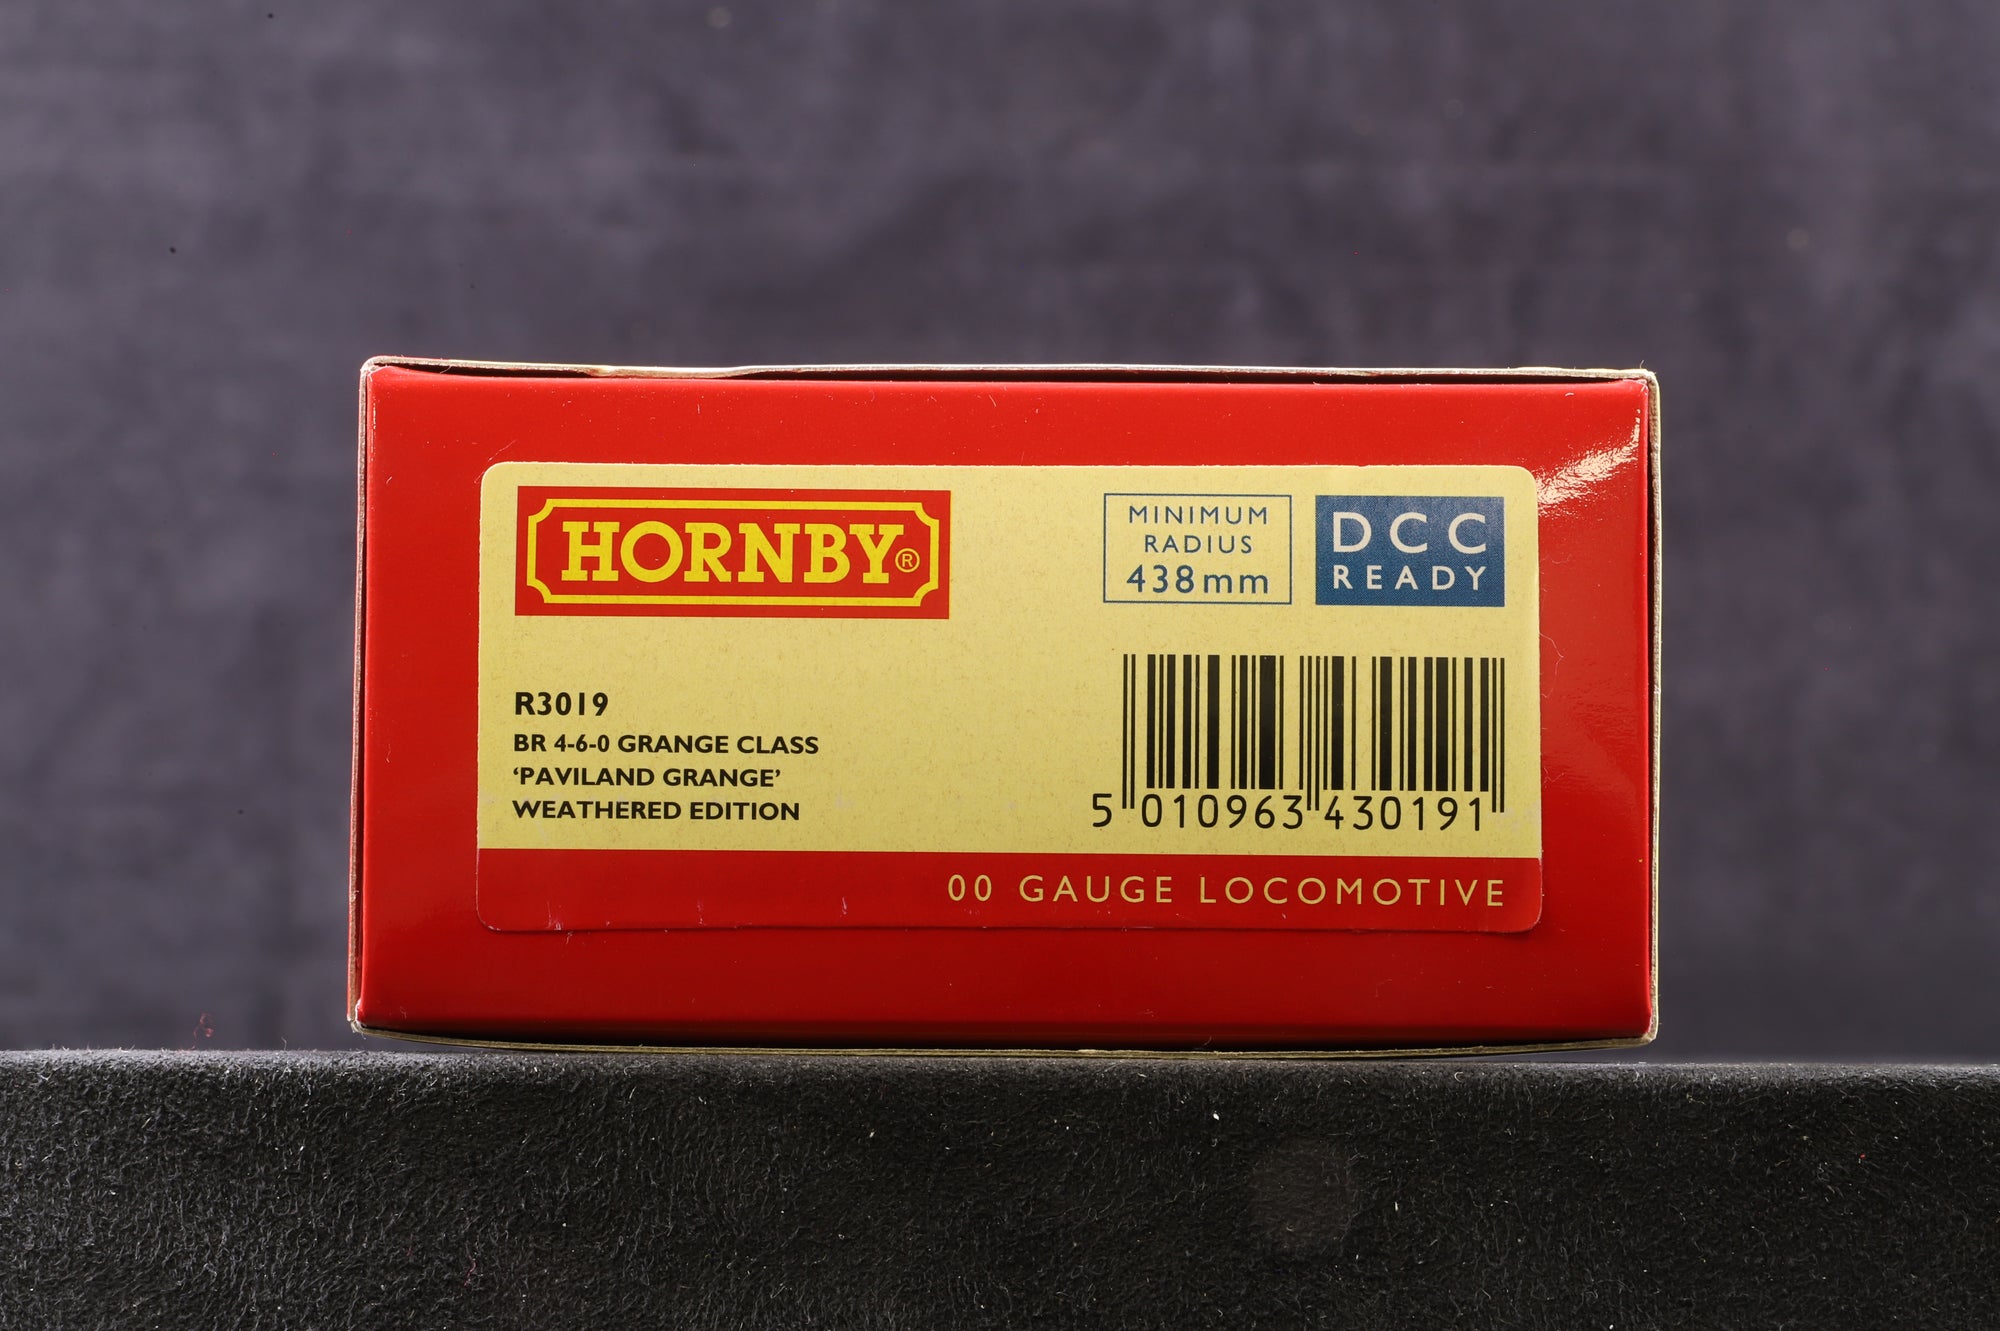 HORNBY®
MINIMUM
RADIUS
438mm
DCC
READY
R3019
BR 4-6-0 GRANGE CLASS
‘PAVILAND GRANGE’
WEATHERED EDITION
5 010963 430191
00 GAUGE LOCOMOTIVE